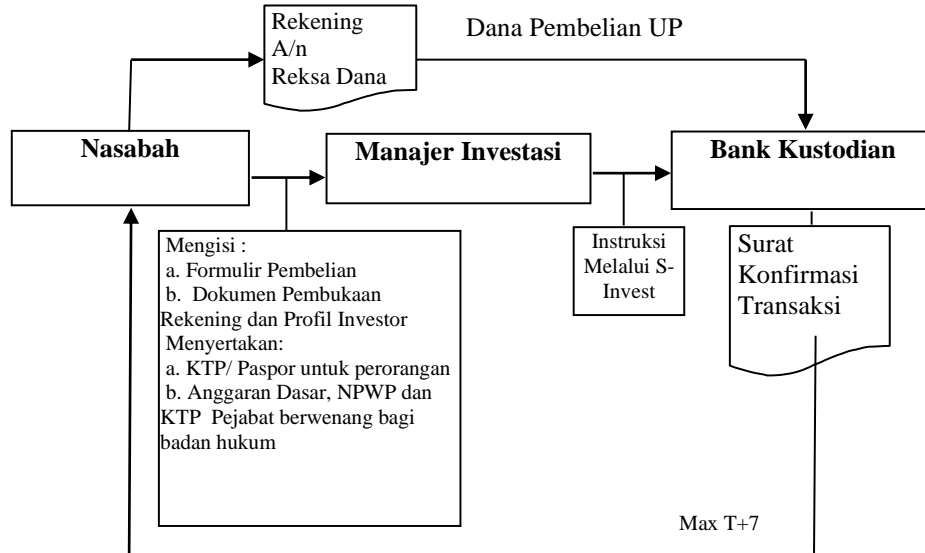 Rekening
A/n
Reksa Dana
Dana Pembelian UP
Nasabah
Manajer Investasi
Bank Kustodian
Mengisi :
a. Formulir Pembelian
b. Dokumen Pembukaan
Rekening dan Profil Investor
Menyertakan:
a. KTP/ Paspor untuk perorangan
b. Anggaran Dasar, NPWP dan
KTP Pejabat berwenang bagi
badan hukum
Instruksi
Melalui S-
Invest
Surat
Konfirmasi
Transaksi
Max T+7